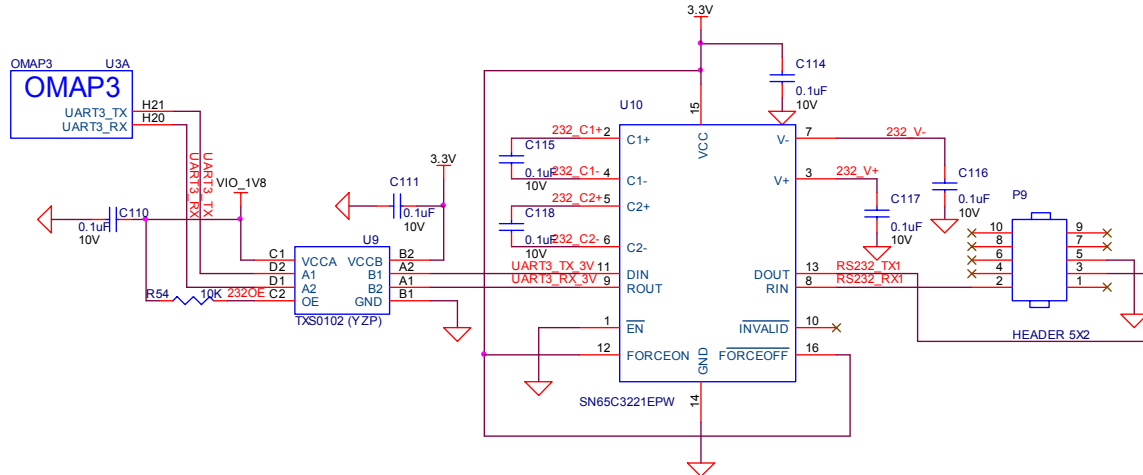 3.3V
OMAP3 U3A
OMAP3
UART3_TX H21
UART3_RX H20
UART3_TX
UART3_RX
VIO_1V8
C110
0.1uF
10V
3.3V
C111
0.1uF
10V
U9
C1 VCCA VCCB B2
D2 A1 B1 A2
D1 A2 B2 A1
C2 OE GND B1
R54 10K 232OE
TXS0102 (YZP)
C114
0.1uF
10V
U10
15
VCC
232_C1+ 2 C1+
C115
0.1uF
10V
232_C1- 4 C1-
232_C2+ 5 C2+
C118
0.1uF
10V
232_C2- 6 C2-
UART3_TX_3V 11 DIN
UART3_RX_3V 9 ROUT
1 EN
12 FORCEON
V- 7 232_V-
V+ 3 232_V+
C116
0.1uF
10V
C117
0.1uF
10V
DOUT 13 RS232_TX1
RIN 8 RS232_RX1
INVALID 10
FORCEOFF 16
GND
14
SN65C3221EPW
P9
10 9
8 7
6 5
4 3
2 1
HEADER 5X2